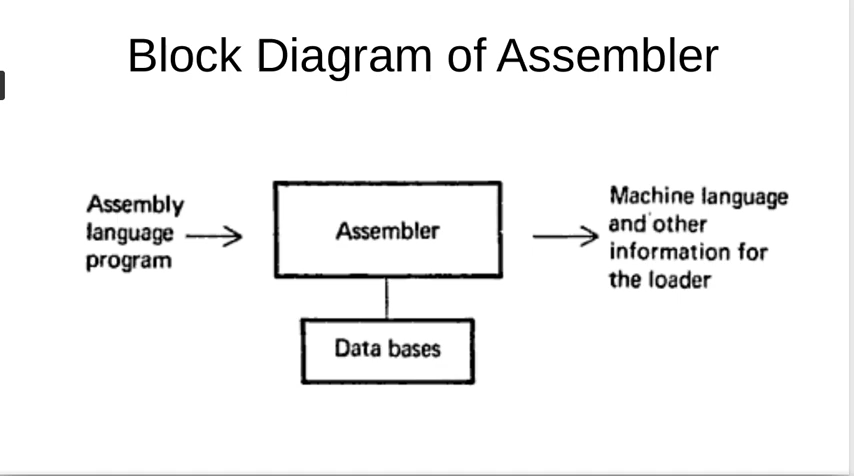 Block Diagram of Assembler
Assembly
language
program
Assembler
Machine language
and other
information for
the loader
Data bases